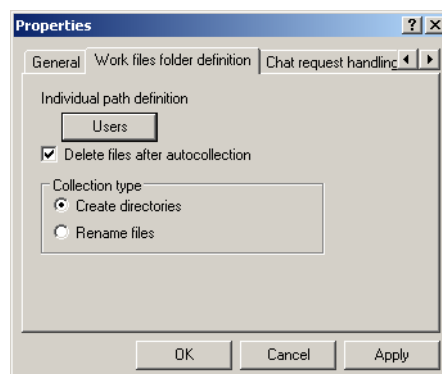 Properties
General Work files folder definition Chat request handling
Individual path definition
Users
Delete files after autocollection
Collection type
Create directories
Rename files
OK Cancel Apply